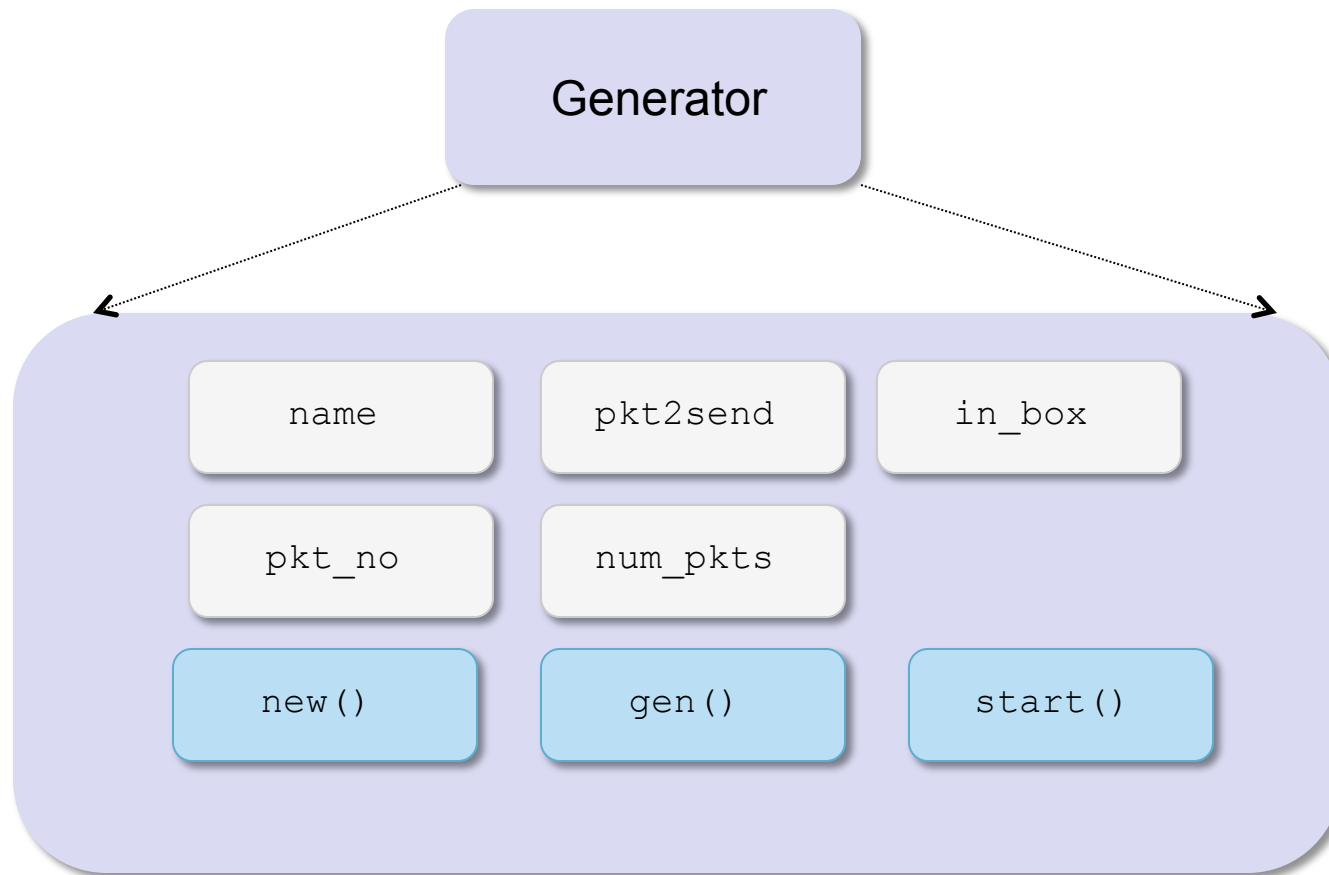 Generator
name
pkt2send
in_box
pkt_no
num_pkts
new()
gen()
start()